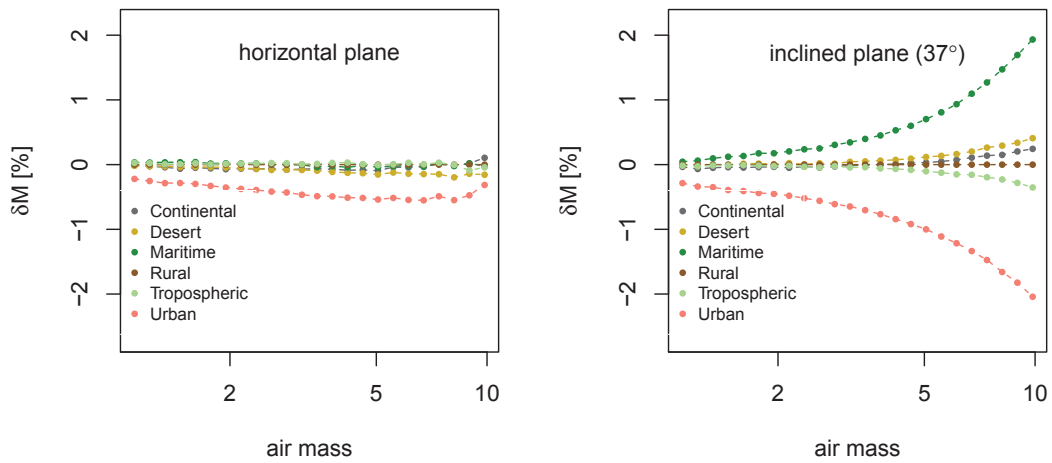 horizontal plane
δM [%]
2
1
0
−1
−2
Continental
Desert
Maritime
Rural
Tropospheric
Urban
2
5
10
air mass
inclined plane (37°)
δM [%]
2
1
0
−1
−2
Continental
Desert
Maritime
Rural
Tropospheric
Urban
2
5
10
air mass